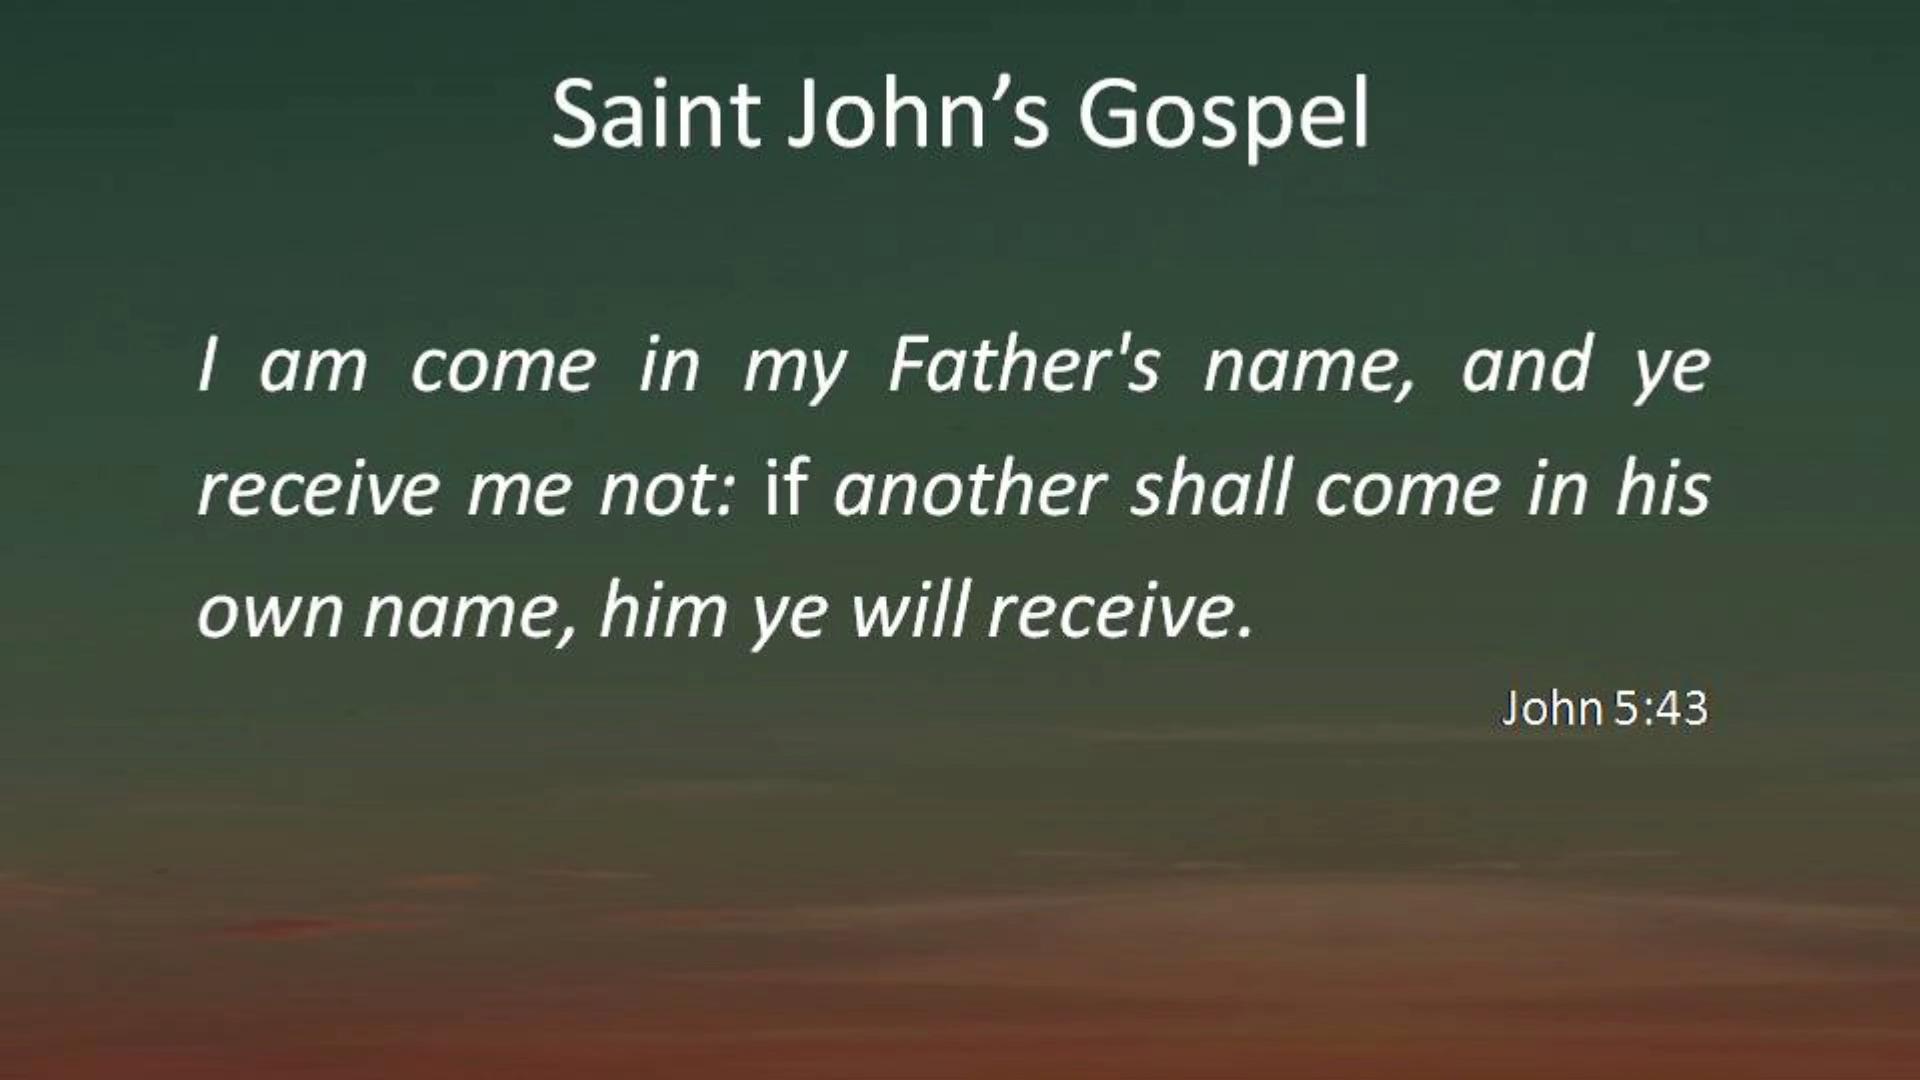 Saint John’s Gospel
I am come in my Father's name, and ye
receive me not: if another shall come in his
own name, him ye will receive.
John 5:43